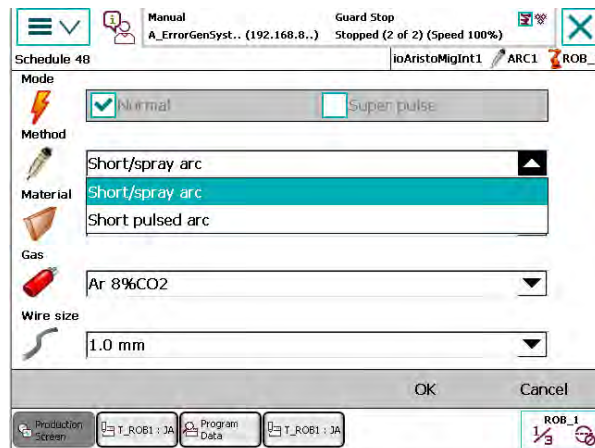 Manual
Guard Stop
A_ErrorGenSyst.. (192.168.8..)
Stopped (2 of 2) (Speed 100%)
Schedule 48
ioAristoMigInt1
ARC1
ROB_
Mode
Normal
Super pulse
Method
Short/spray arc
Material
Short/spray arc
Short pulsed arc
Gas
Ar 8%CO2
Wire size
1.0 mm
OK
Cancel
Production
Screen
T_ROB1 : JA
Program
Data
T_ROB1 : JA
ROB_1
1/3